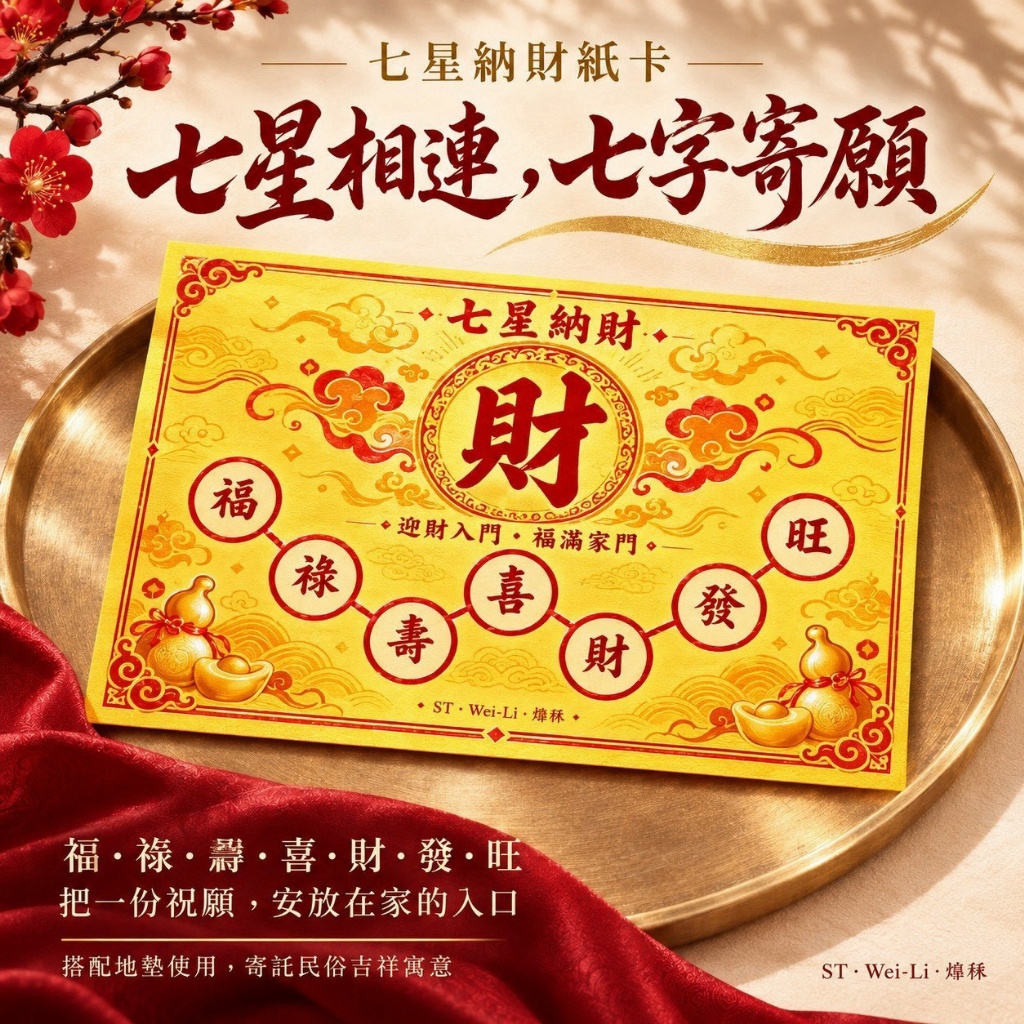 七星納財紙卡
七星相連，七字寄願
七星納財
財
迎財入門・福滿家門
福
祿
壽
喜
財
發
旺
ST・Wei-Li・燁秝
福・祿・壽・喜・財・發・旺
把一份祝願，安放在家的入口
搭配地墊使用，寄託民俗吉祥寓意
ST・Wei-Li・燁秝